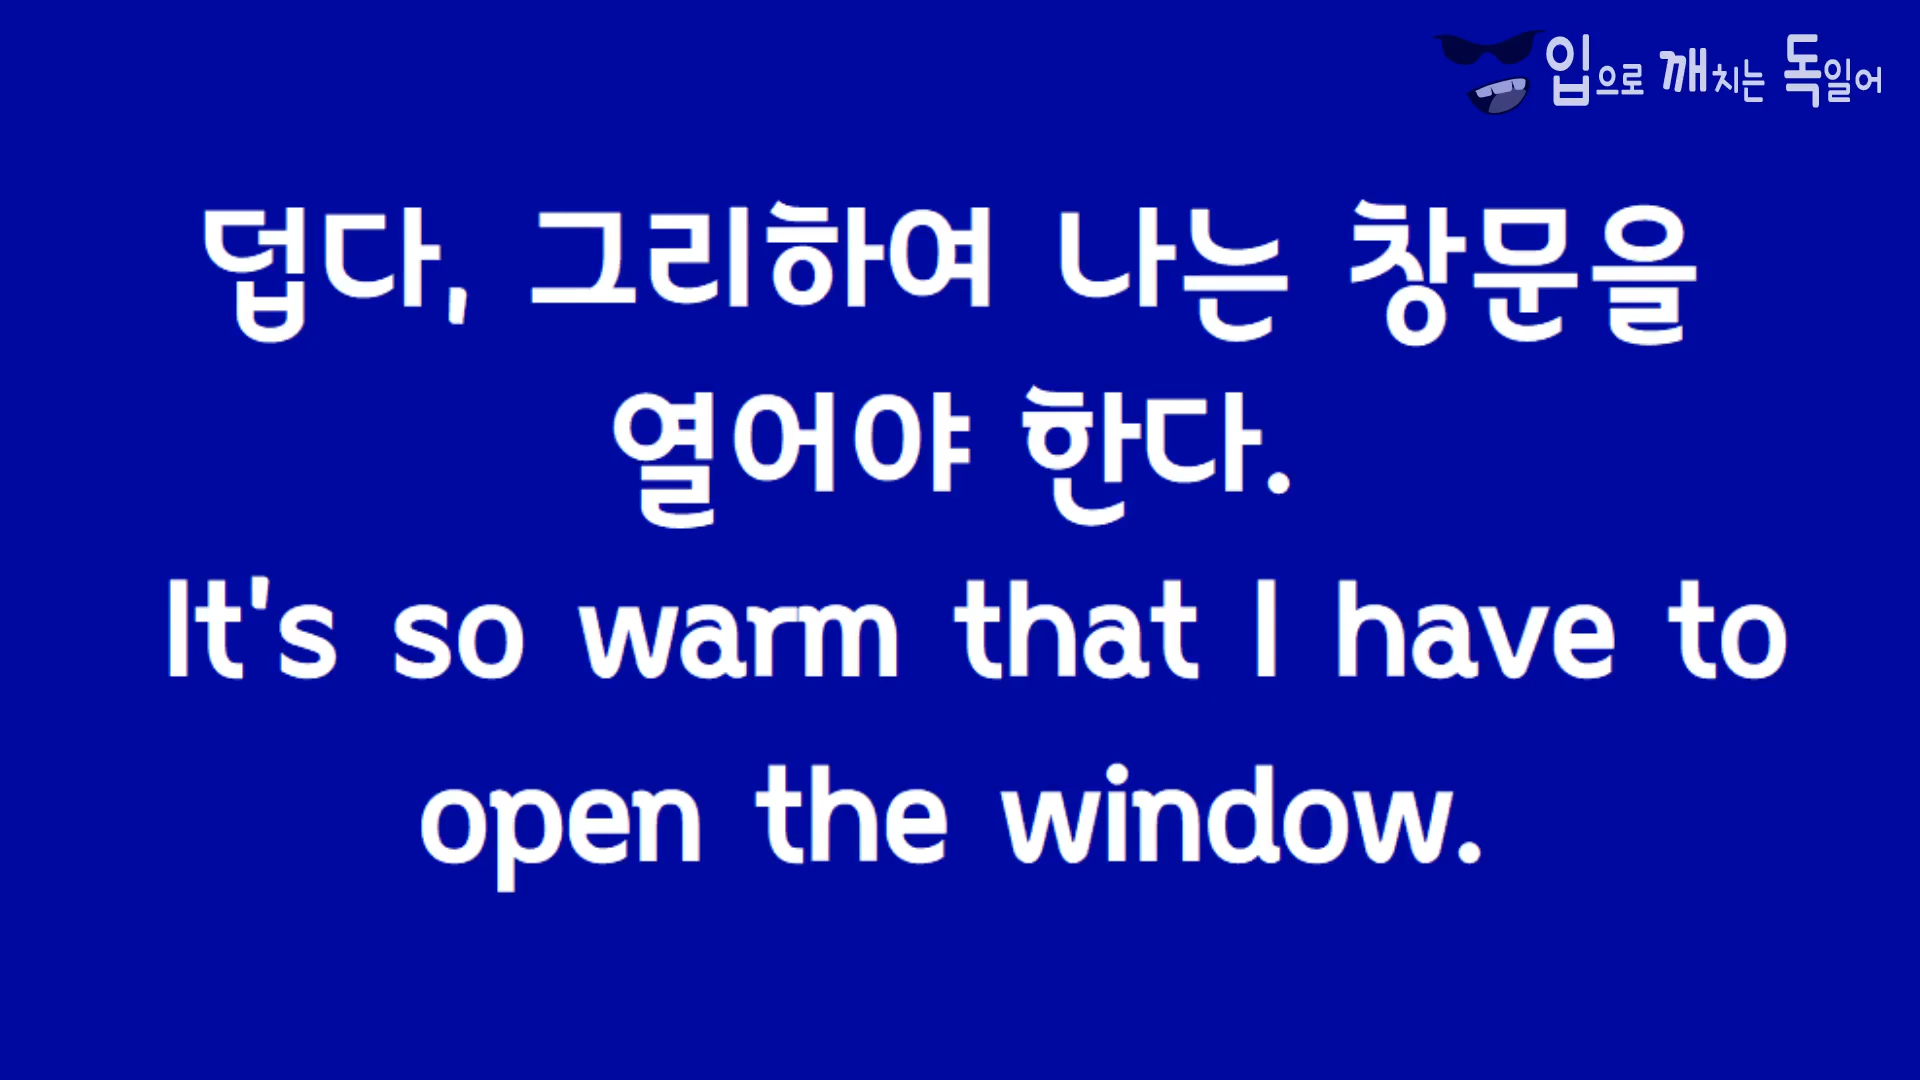 입으로 깨치는 독일어
덥다, 그리하여 나는 창문을
열어야 한다.
It's so warm that I have to
open the window.